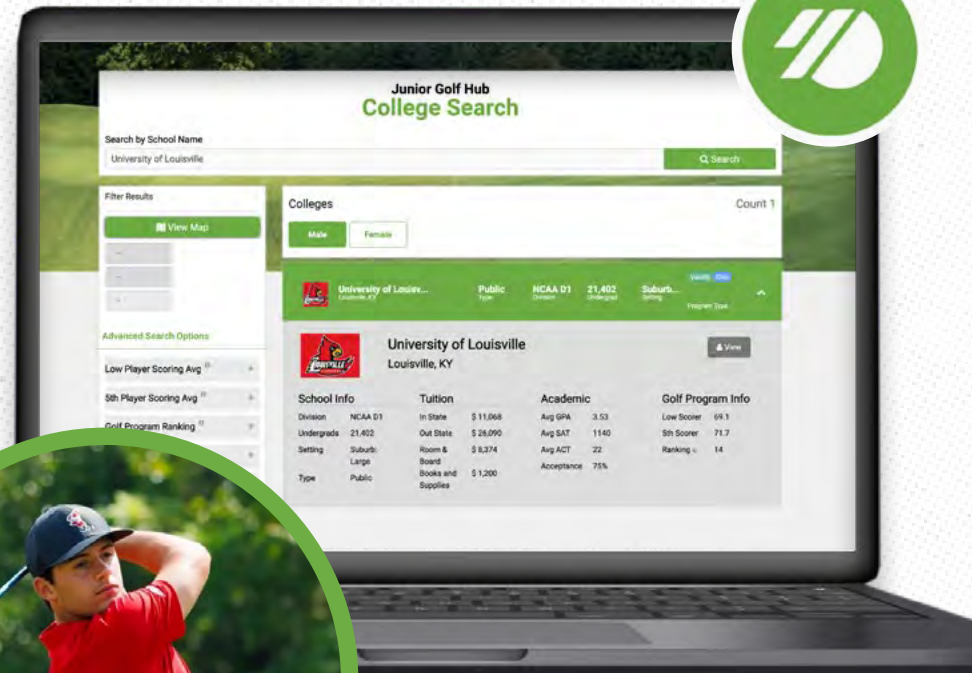 Junior Golf Hub
College Search
Search by School Name
University of Louisville
Search
Filter Results
View Map
Colleges
Count 1
Male
Female
University of Louisv...
Louisville, KY
Public
Type
NCAA D1
Division
21,402
Undergrad
Suburb...
Setting
Program Type
Advanced Search Options
Low Player Scoring Avg
5th Player Scoring Avg
Golf Program Ranking
University of Louisville
Louisville, KY
View
School Info
Division NCAA D1
Undergrads 21,402
Setting Suburb: Large
Type Public
Tuition
In State $ 11,068
Out State $ 26,090
Room & Board $ 8,374
Books and Supplies $ 1,200
Academic
Avg GPA 3.53
Avg SAT 1140
Avg ACT 22
Acceptance 75%
Golf Program Info
Low Scorer 69.1
5th Scorer 71.7
Ranking 14